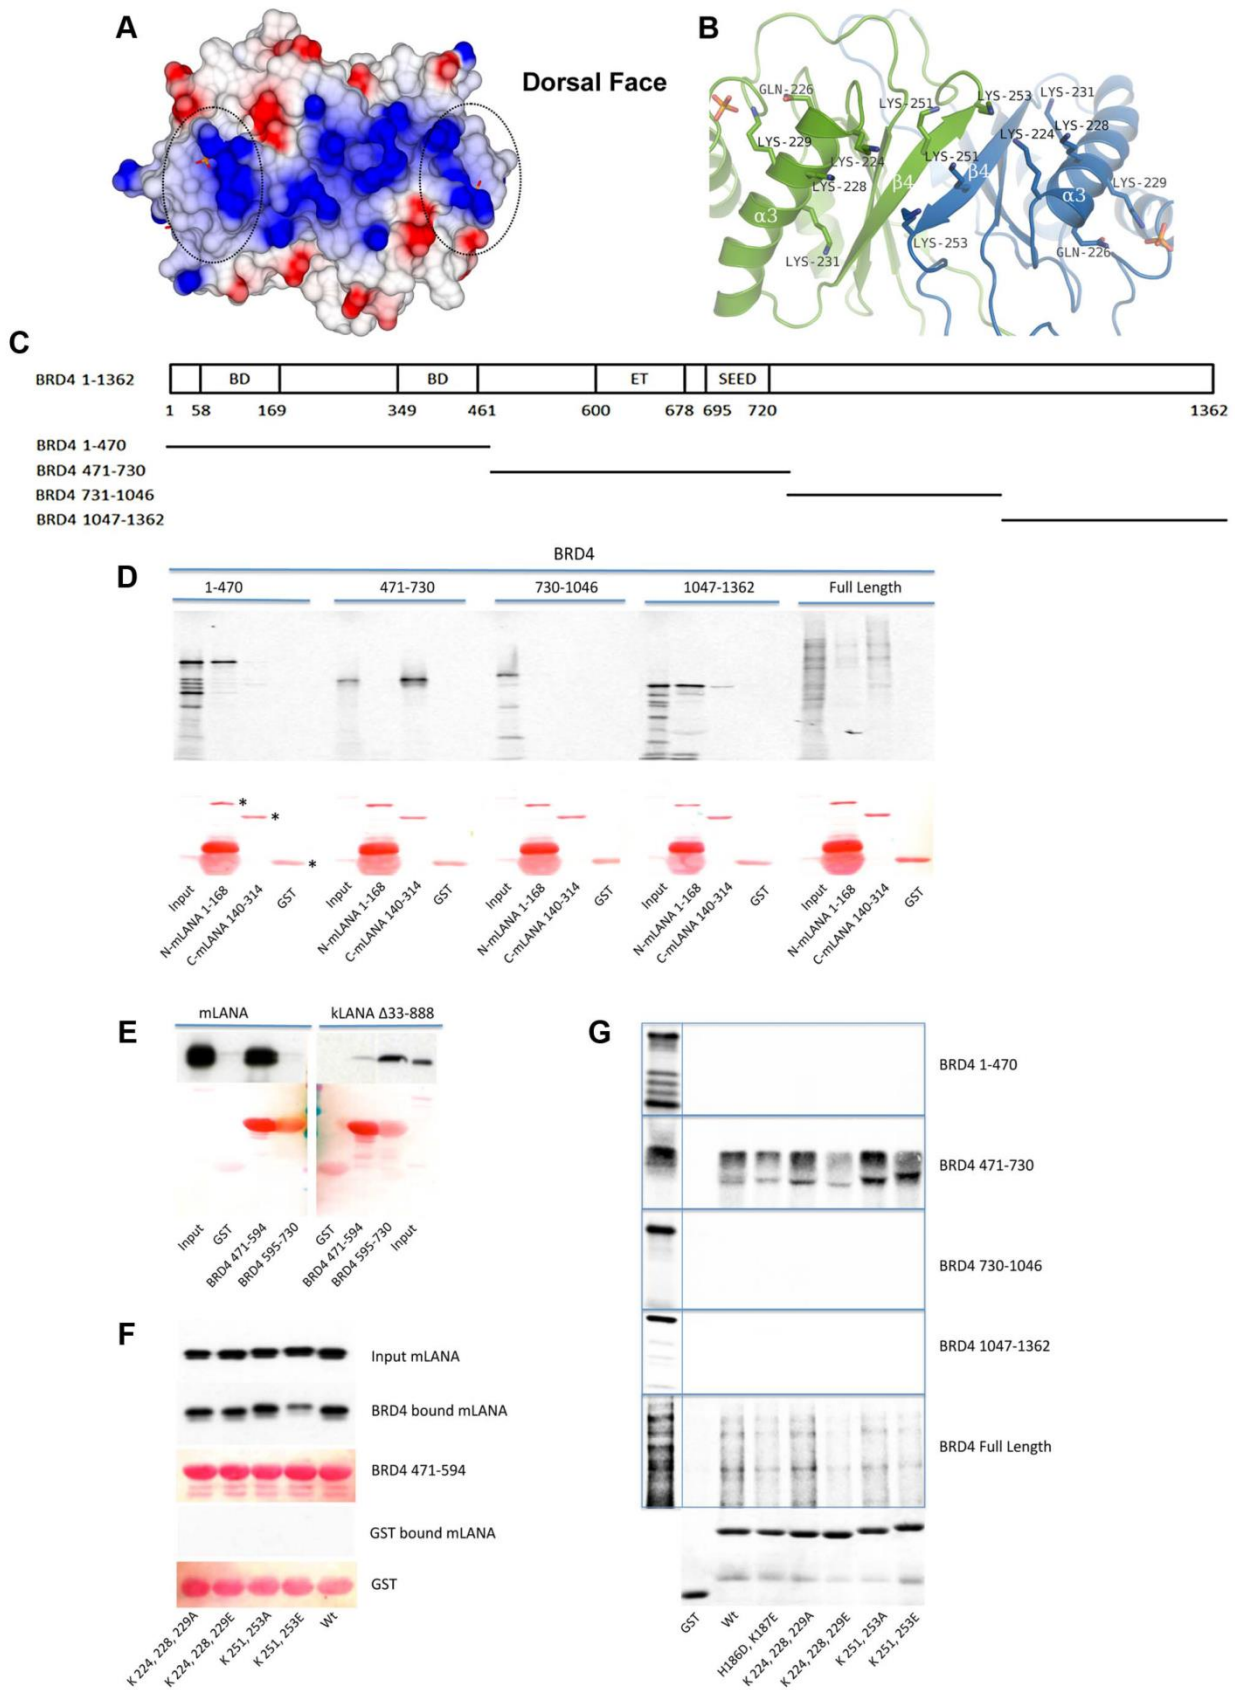 A
Dorsal Face
B
GLN-226
LYS-251
LYS-253
LYS-231
LYS-229
LYS-224
LYS-228
LYS-224
LYS-228
LYS-251
β4
β4
α3
α3
LYS-229
LYS-253
LYS-231
GLN-226
C
BRD4 1-1362
BD
BD
ET
SEED
1 58 169 349 461 600 678 695 720 1362
BRD4 1-470
BRD4 471-730
BRD4 731-1046
BRD4 1047-1362
BRD4
D
1-470 471-730 730-1046 1047-1362 Full Length
*
*
*
Input N-mLANA 1-168 C-mLANA 140-314 GST
Input N-mLANA 1-168 C-mLANA 140-314 GST
Input N-mLANA 1-168 C-mLANA 140-314 GST
Input N-mLANA 1-168 C-mLANA 140-314 GST
Input N-mLANA 1-168 C-mLANA 140-314 GST
E
mLANA kLANA Δ33-888
Input GST BRD4 471-594 BRD4 595-730
GST BRD4 471-594 BRD4 595-730 Input
F
Input mLANA
BRD4 bound mLANA
BRD4 471-594
GST bound mLANA
GST
K 224, 228, 229A
K 224, 228, 229E
K 251, 253A
K 251, 253E
Wt
G
BRD4 1-470
BRD4 471-730
BRD4 730-1046
BRD4 1047-1362
BRD4 Full Length
GST
Wt
H186D, K187E
K 224, 228, 229A
K 224, 228, 229E
K 251, 253A
K 251, 253E